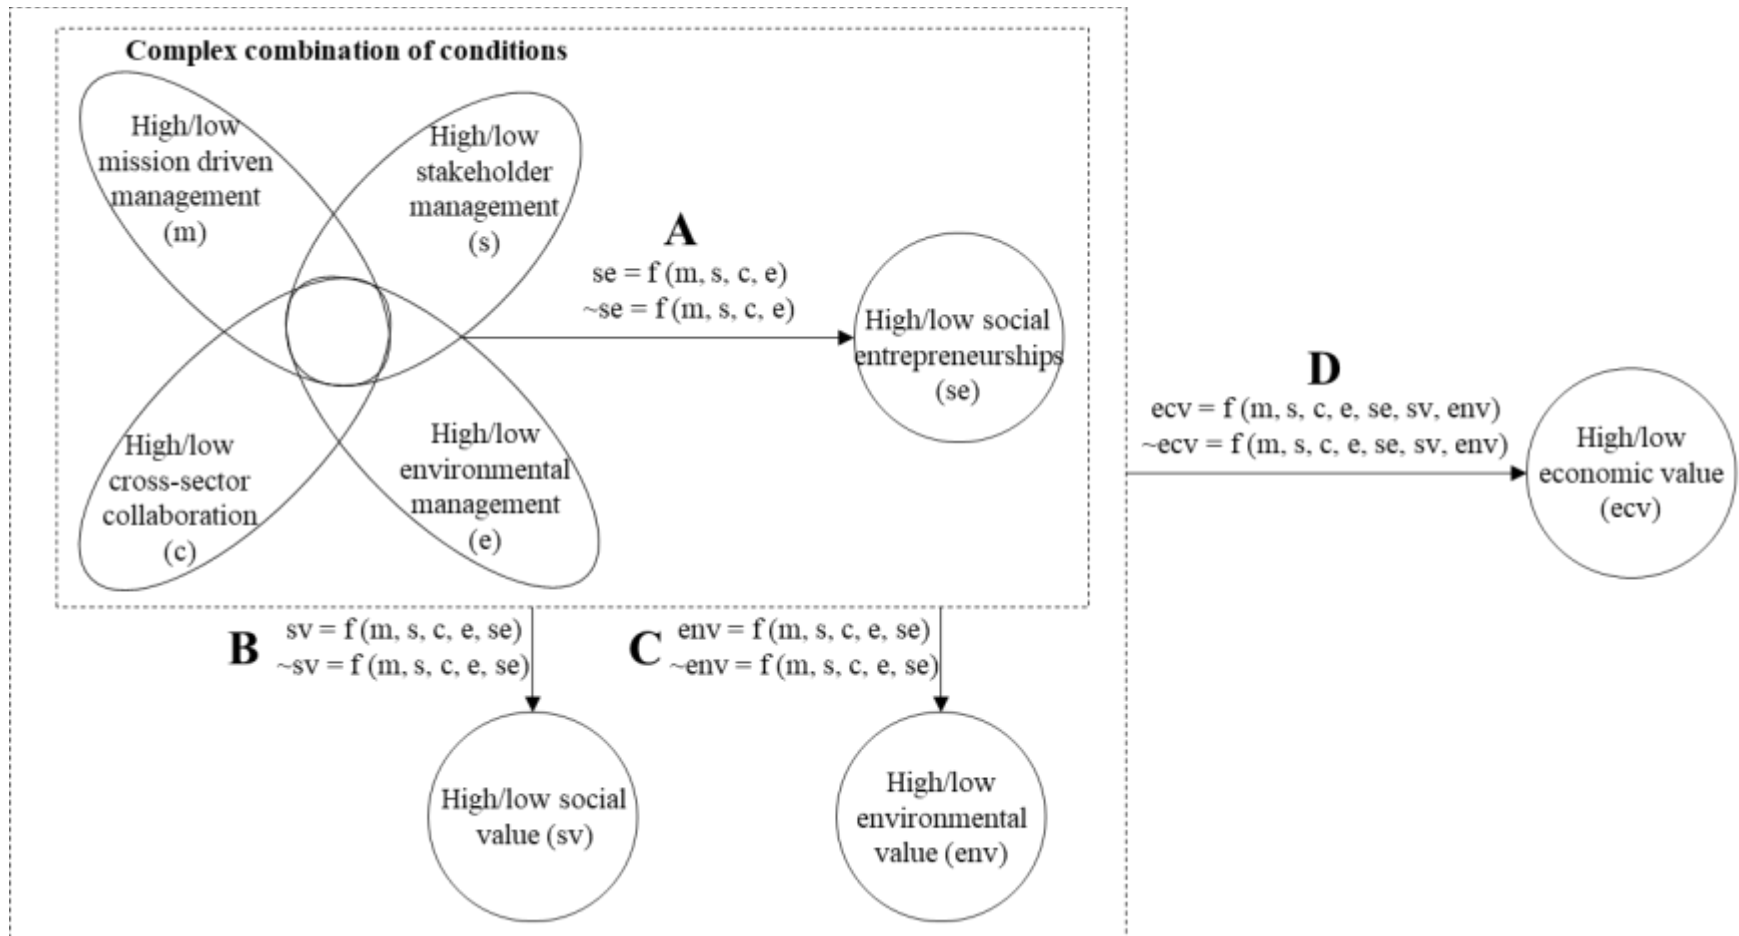 Complex combination of conditions
High/low
mission driven
management
(m)
High/low
stakeholder
management
(s)
A
se = f (m, s, c, e)
~se = f (m, s, c, e)
High/low social
entrepreneurships
(se)
High/low
cross-sector
collaboration
(c)
High/low
environmental
management
(e)
D
ecv = f (m, s, c, e, se, sv, env)
~ecv = f (m, s, c, e, se, sv, env)
High/low
economic value
(ecv)
B
sv = f (m, s, c, e, se)
~sv = f (m, s, c, e, se)
C
env = f (m, s, c, e, se)
~env = f (m, s, c, e, se)
High/low social
value (sv)
High/low
environmental
value (env)